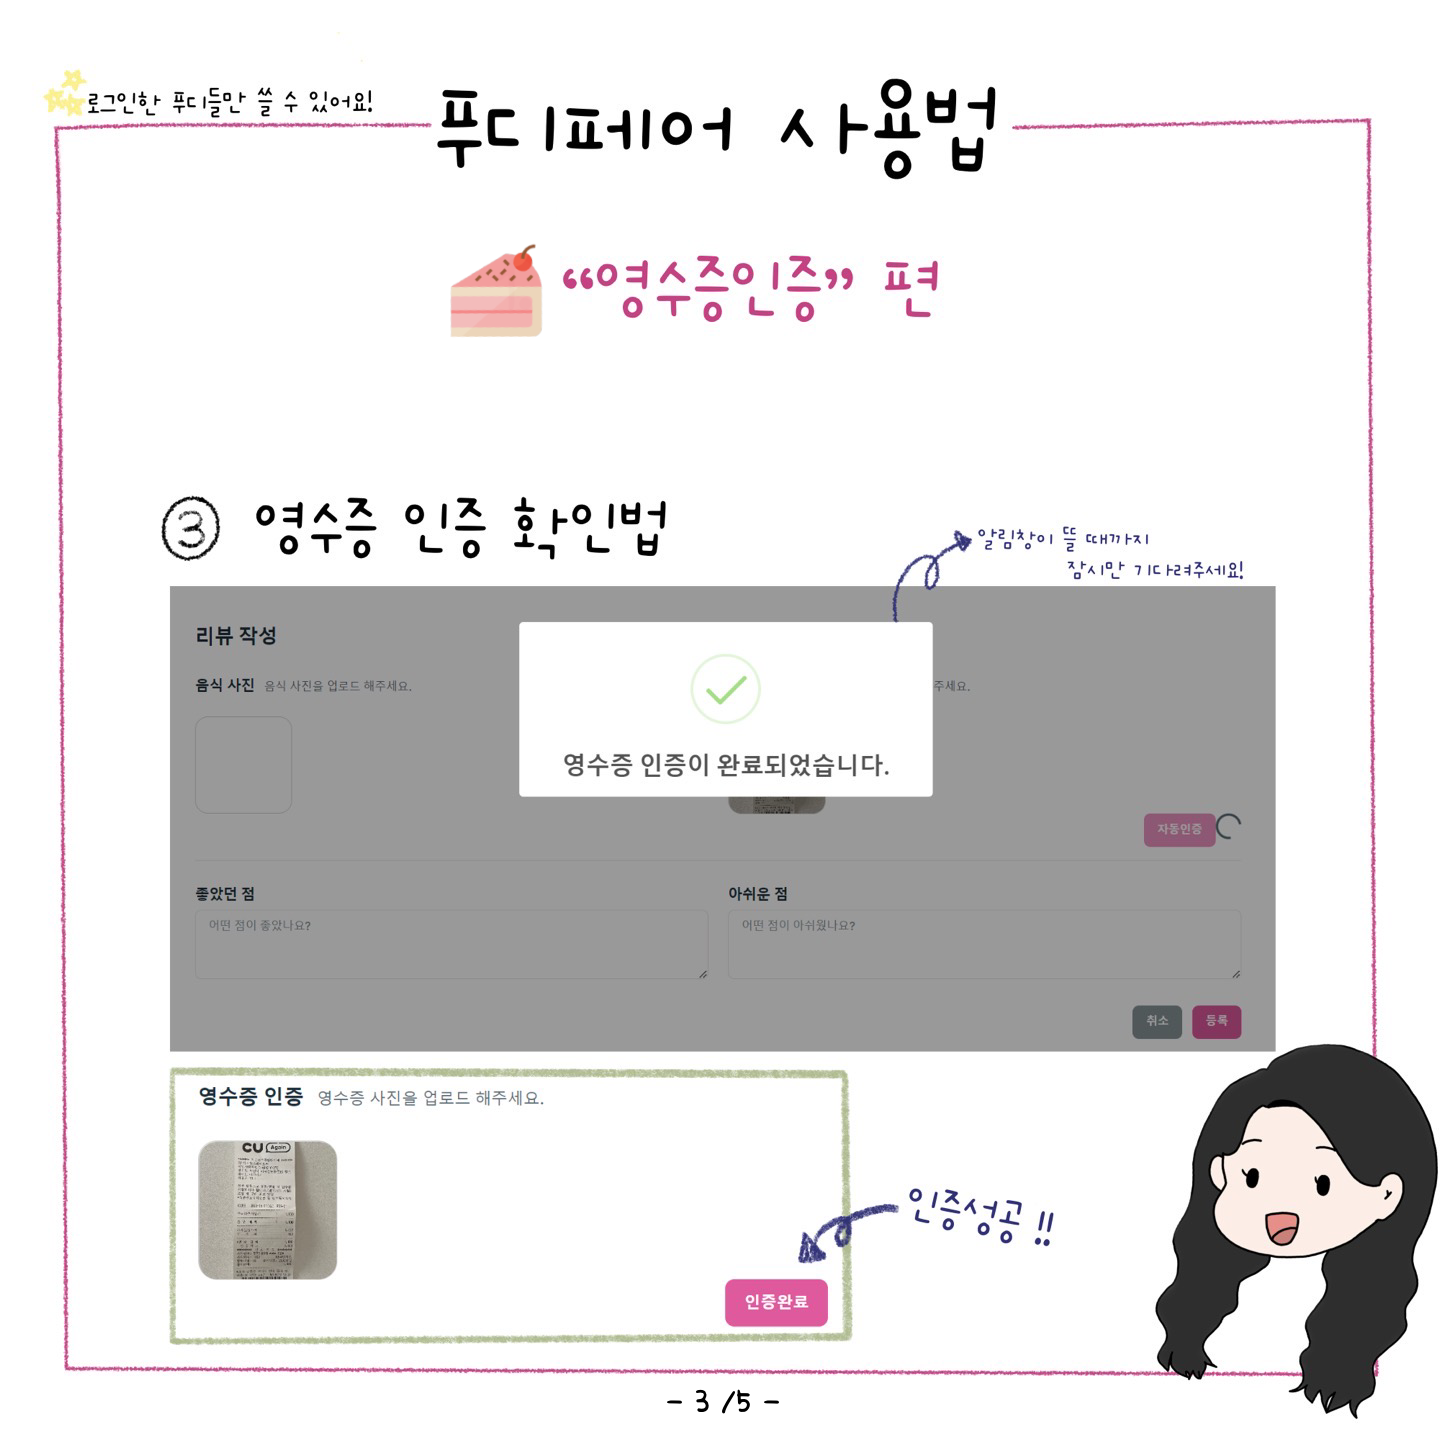 로그인한 푸디들만 쓸 수 있어요!
푸디페어 사용법
“영수증인증” 편
③ 영수증 인증 확인법
알림창이 뜰 때까지
잠시만 기다려주세요!
리뷰 작성
음식 사진 음식 사진을 업로드 해주세요.
주세요.
영수증 인증이 완료되었습니다.
자동인증
좋았던 점
아쉬운 점
어떤 점이 좋았나요?
어떤 점이 아쉬웠나요?
취소
등록
영수증 인증 영수증 사진을 업로드 해주세요.
CU Again
인증성공 !!
인증완료
- 3 /5 -